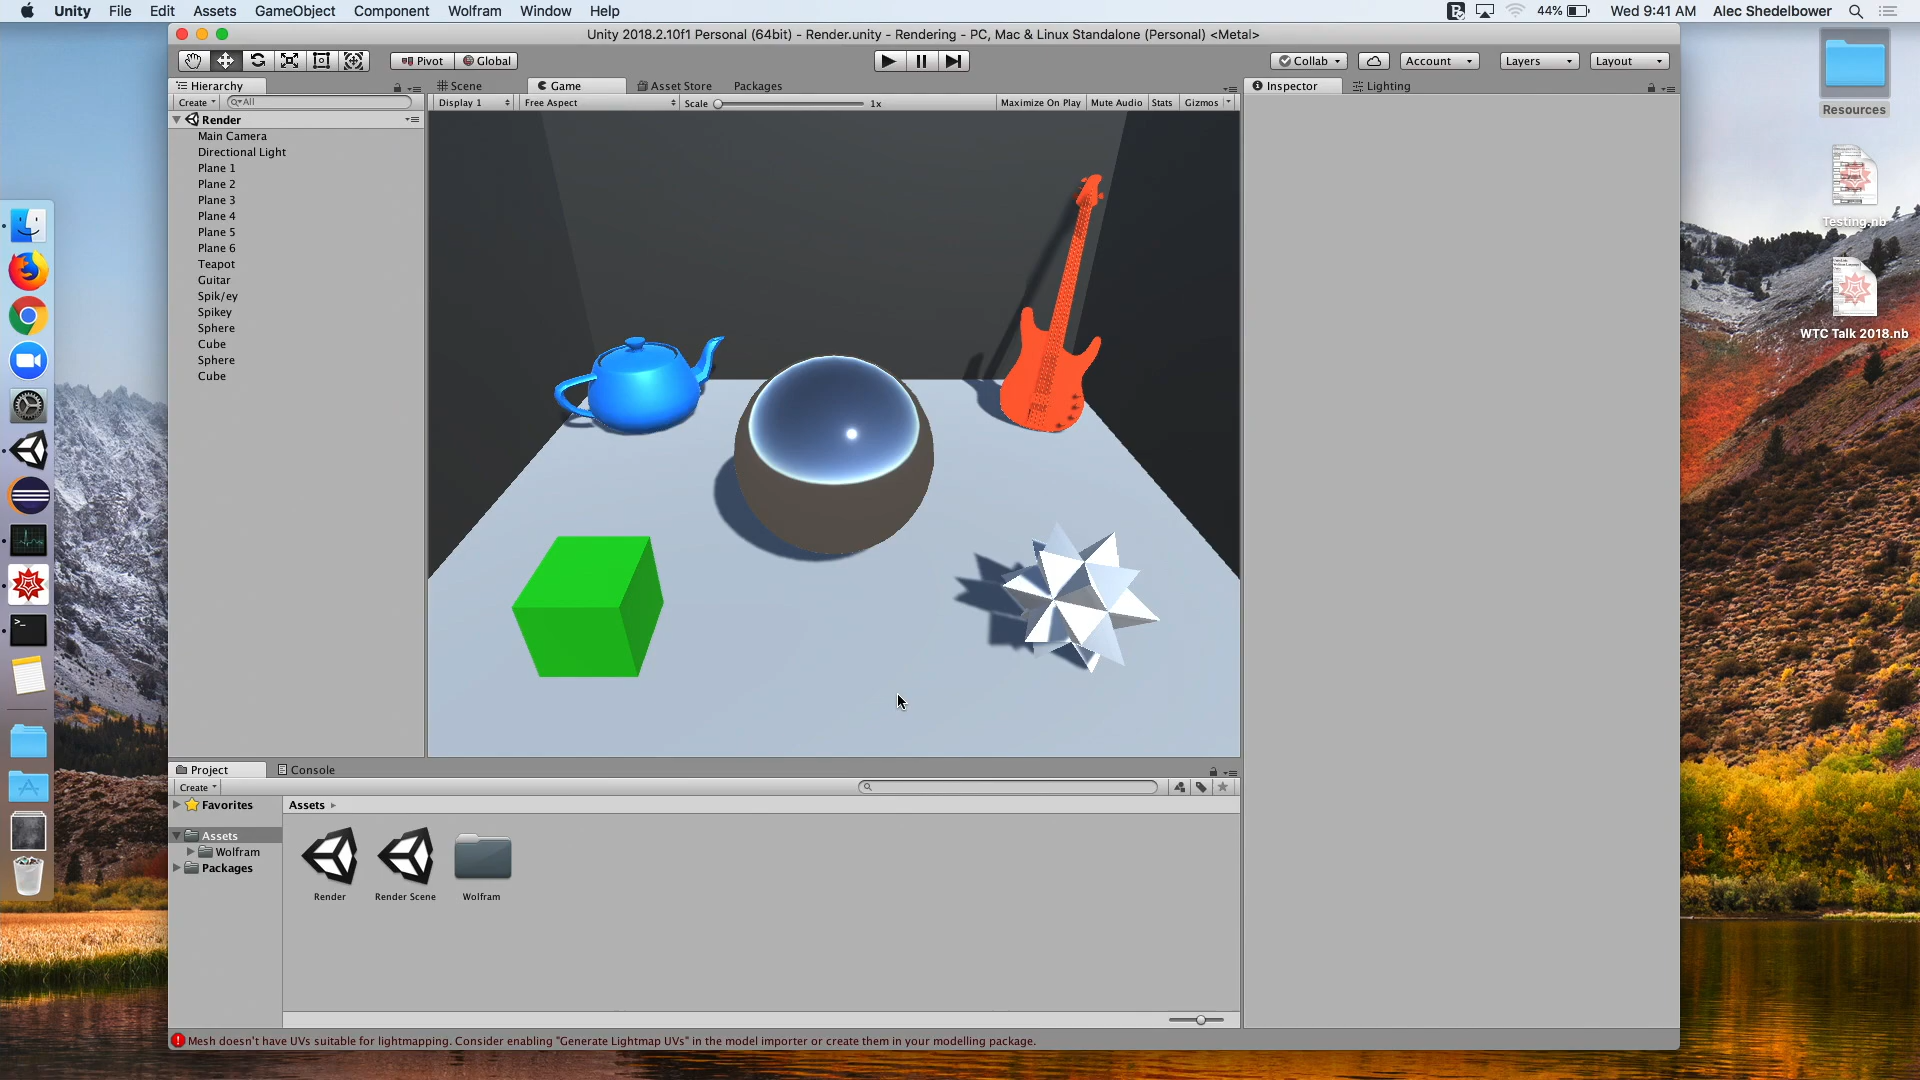 Unity File Edit Assets GameObject Component Wolfram Window Help
44% Wed 9:41 AM Alec Shedelbower
Unity 2018.2.10f1 Personal (64bit) - Render.unity - Rendering - PC, Mac & Linux Standalone (Personal) <Metal>
Pivot Global Collab Account Layers Layout
Hierarchy Scene Game Asset Store Packages Inspector Lighting
Create All Display 1 Free Aspect Scale 1x Maximize On Play Mute Audio Stats Gizmos
Render
Main Camera
Directional Light
Plane 1
Plane 2
Plane 3
Plane 4
Plane 5
Plane 6
Teapot
Guitar
Spik/ey
Spikey
Sphere
Cube
Sphere
Cube
Resources
Testing.nb
WTC Talk 2018.nb
Project Console
Create
Favorites
Assets
Wolfram
Packages
Assets
Render Render Scene Wolfram
Mesh doesn't have UVs suitable for lightmapping. Consider enabling "Generate Lightmap UVs" in the model importer or create them in your modelling package.